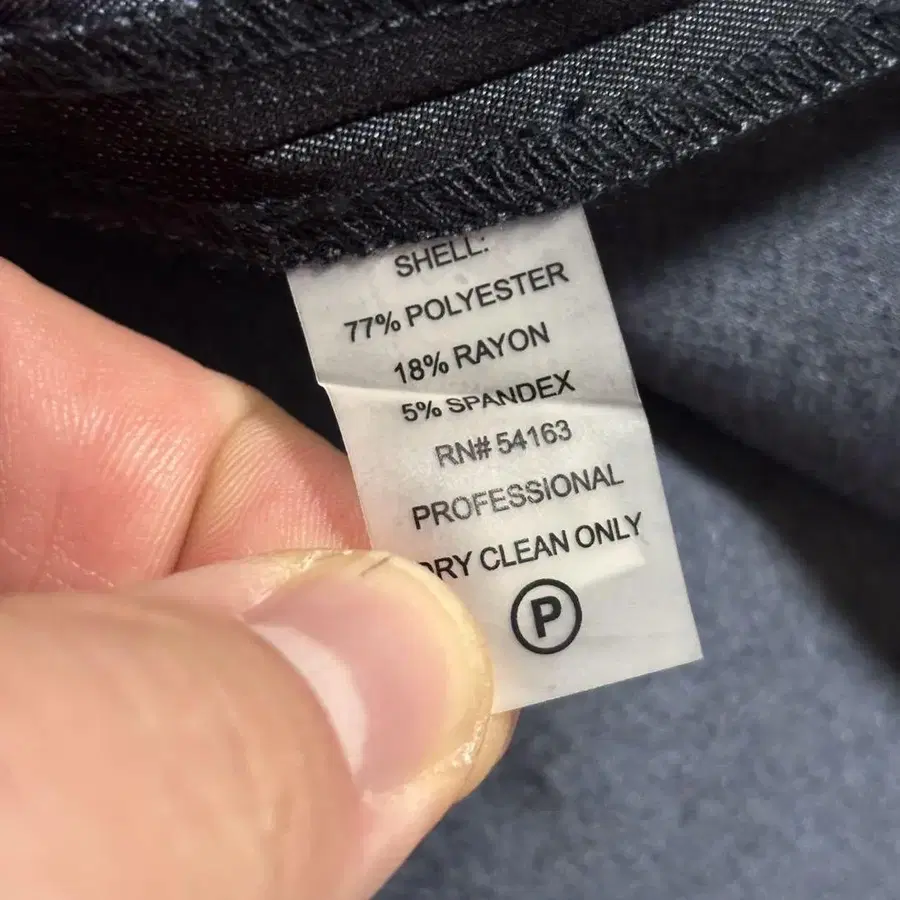 SHELL:
77% POLYESTER
18% RAYON
5% SPANDEX
RN# 54163
PROFESSIONAL
DRY CLEAN ONLY
P